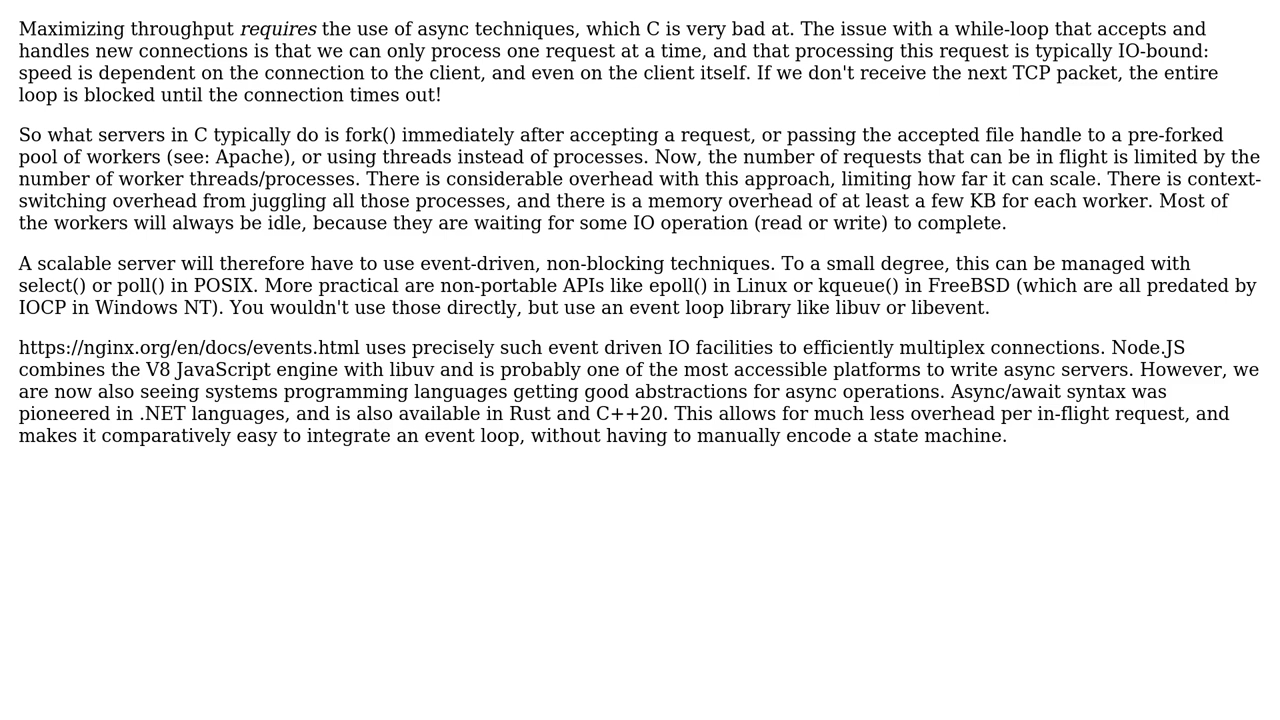 Maximizing throughput requires the use of async techniques, which C is very bad at. The issue with a while-loop that accepts and
handles new connections is that we can only process one request at a time, and that processing this request is typically IO-bound:
speed is dependent on the connection to the client, and even on the client itself. If we don't receive the next TCP packet, the entire
loop is blocked until the connection times out!
So what servers in C typically do is fork() immediately after accepting a request, or passing the accepted file handle to a pre-forked
pool of workers (see: Apache), or using threads instead of processes. Now, the number of requests that can be in flight is limited by the
number of worker threads/processes. There is considerable overhead with this approach, limiting how far it can scale. There is context-
switching overhead from juggling all those processes, and there is a memory overhead of at least a few KB for each worker. Most of
the workers will always be idle, because they are waiting for some IO operation (read or write) to complete.
A scalable server will therefore have to use event-driven, non-blocking techniques. To a small degree, this can be managed with
select() or poll() in POSIX. More practical are non-portable APIs like epoll() in Linux or kqueue() in FreeBSD (which are all predated by
IOCP in Windows NT). You wouldn't use those directly, but use an event loop library like libuv or libevent.
https://nginx.org/en/docs/events.html uses precisely such event driven IO facilities to efficiently multiplex connections. Node.JS
combines the V8 JavaScript engine with libuv and is probably one of the most accessible platforms to write async servers. However, we
are now also seeing systems programming languages getting good abstractions for async operations. Async/await syntax was
pioneered in .NET languages, and is also available in Rust and C++20. This allows for much less overhead per in-flight request, and
makes it comparatively easy to integrate an event loop, without having to manually encode a state machine.